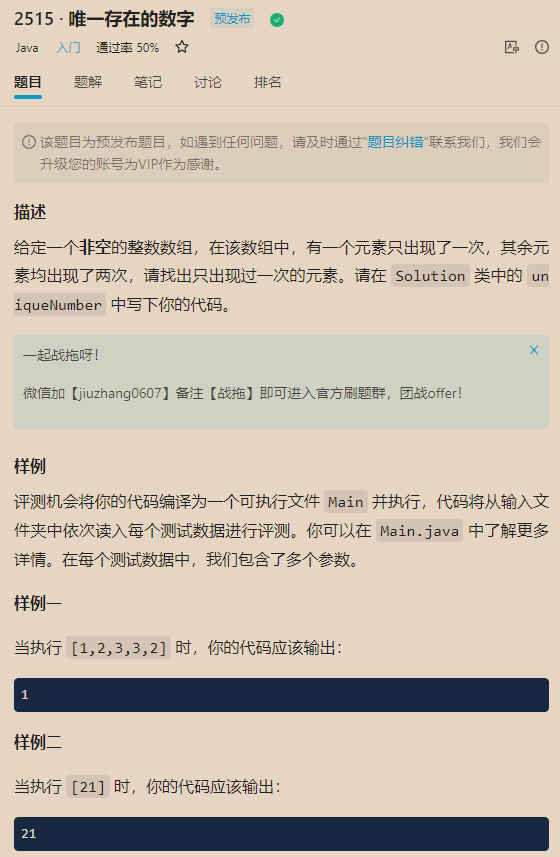 2515 · 唯一存在的数字 预发布
Java 入门 通过率 50%
题目 题解 笔记 讨论 排名
该题目为预发布题目，如遇到任何问题，请及时通过"题目纠错"联系我们，我们会
升级您的账号为VIP作为感谢。
描述
给定一个非空的整数数组，在该数组中，有一个元素只出现了一次，其余元
素均出现了两次，请找出只出现过一次的元素。请在 Solution 类中的 un
iqueNumber 中写下你的代码。
一起战拖呀！
微信加【jiuzhang0607】备注【战拖】即可进入官方刷题群，团战offer！
样例
评测机会将你的代码编译为一个可执行文件 Main 并执行，代码将从输入文
件夹中依次读入每个测试数据进行评测。你可以在 Main.java 中了解更多
详情。在每个测试数据中，我们包含了多个参数。
样例一
当执行 [1,2,3,3,2] 时，你的代码应该输出：
1
样例二
当执行 [21] 时，你的代码应该输出：
21